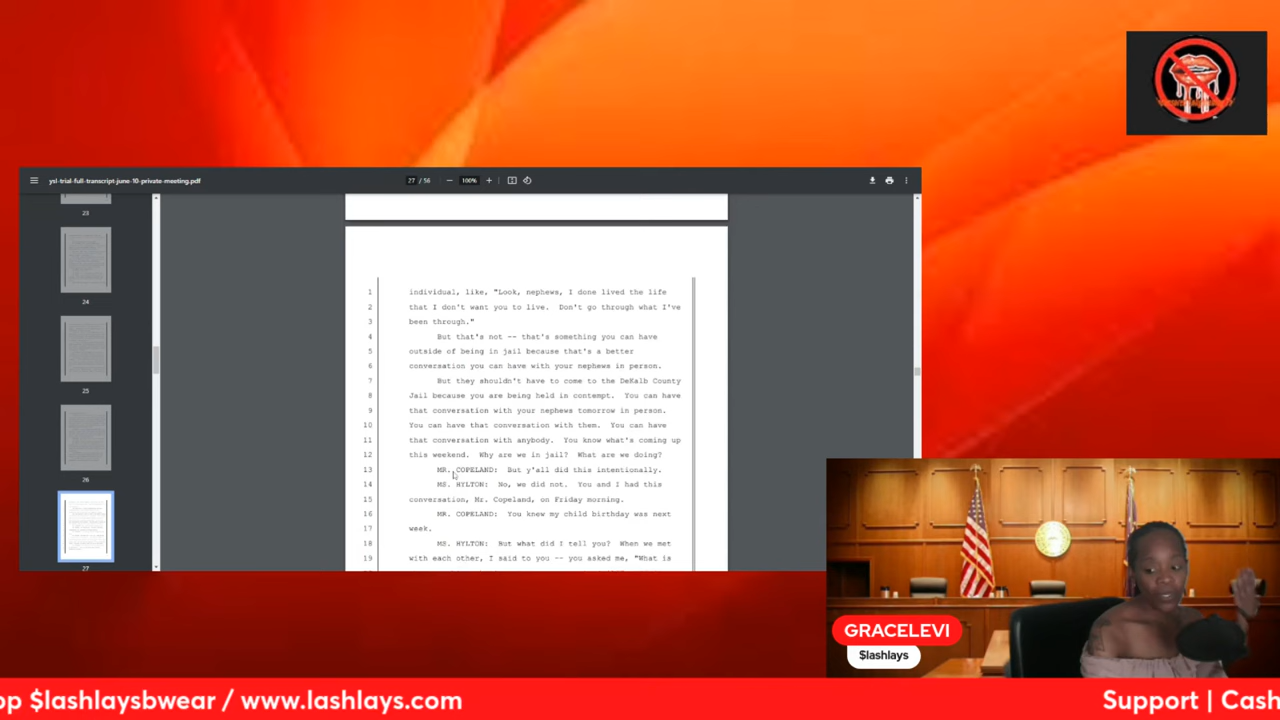 ysl-trial-full-transcript-june-10-private-meeting.pdf
27 / 56
100%
23
24
25
26
27
1 individual, like, "Look, nephews, I done lived the life
2 that I don't want you to live. Don't go through what I've
3 been through."
4 But that's not -- that's something you can have
5 outside of being in jail because that's a better
6 conversation you can have with your nephews in person.
7 But they shouldn't have to come to the DeKalb County
8 Jail because you are being held in contempt. You can have
9 that conversation with your nephews tomorrow in person.
10 You can have that conversation with them. You can have
11 that conversation with anybody. You know what's coming up
12 this weekend. Why are we in jail? What are we doing?
13 MR. COPELAND: But y'all did this intentionally.
14 MS. HYLTON: No, we did not. You and I had this
15 conversation, Mr. Copeland, on Friday morning.
16 MR. COPELAND: You knew my child birthday was next
17 week.
18 MS. HYLTON: But what did I tell you? When we met
19 with each other, I said to you -- you asked me, "What is
GRACELEVI
$lashlays
pp $lashlaysbwear / www.lashlays.com
Support | Cash